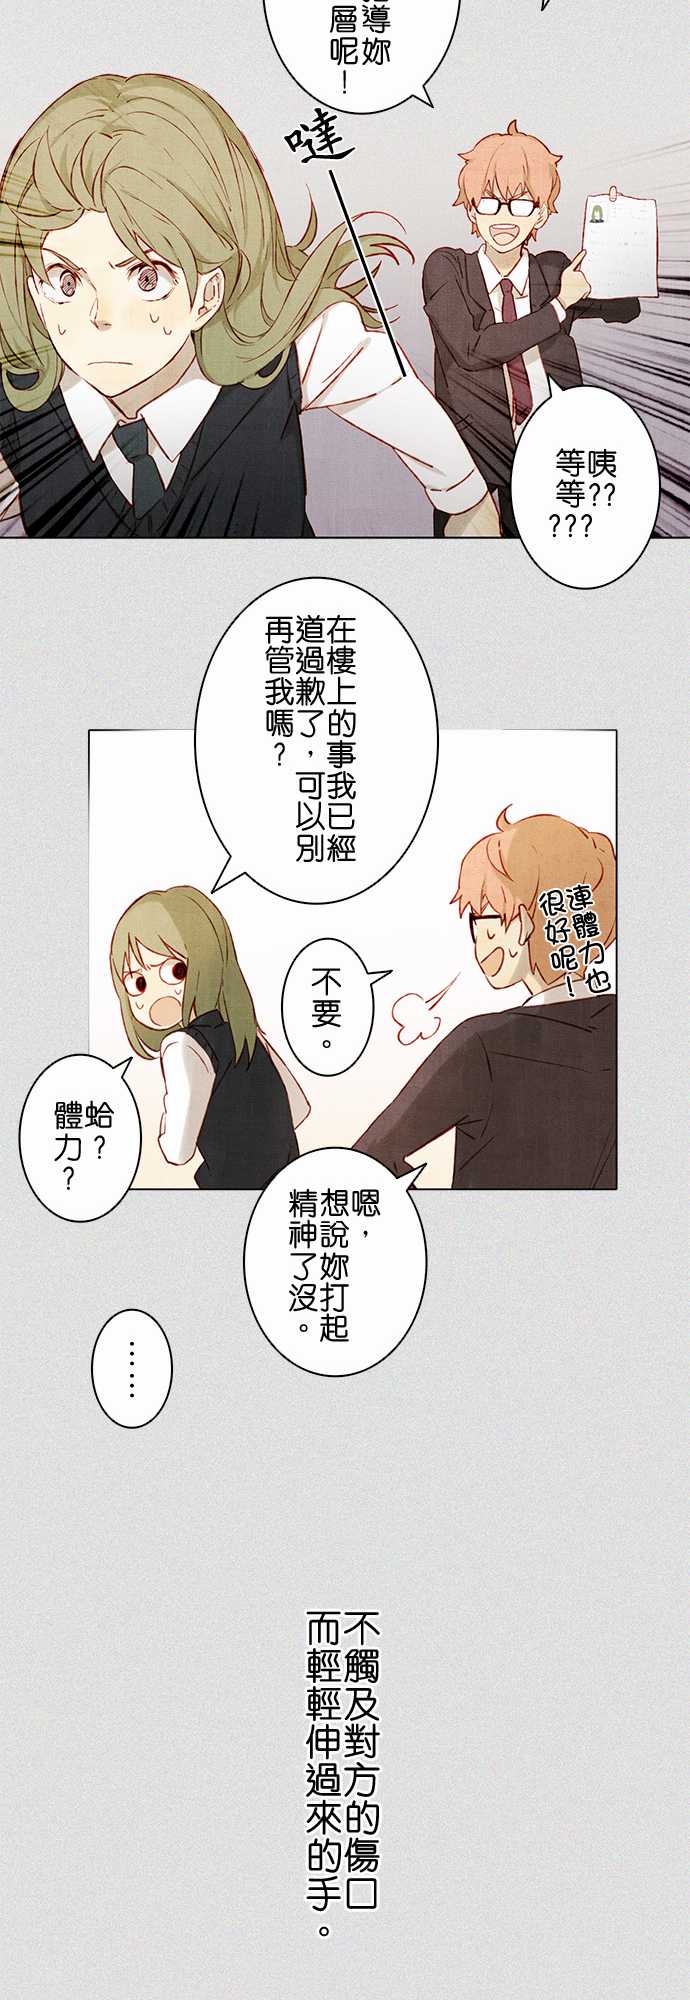 導妳
層呢！
噠
咦??
等等
???
在樓上的事我已經
道過歉了，可以別
再管我嗎？
連體力也
很好呢！
不要。
蛤？
體力？
嗯，
想說妳打起
精神了沒。
……
不觸及對方的傷口
而輕輕伸過來的手。